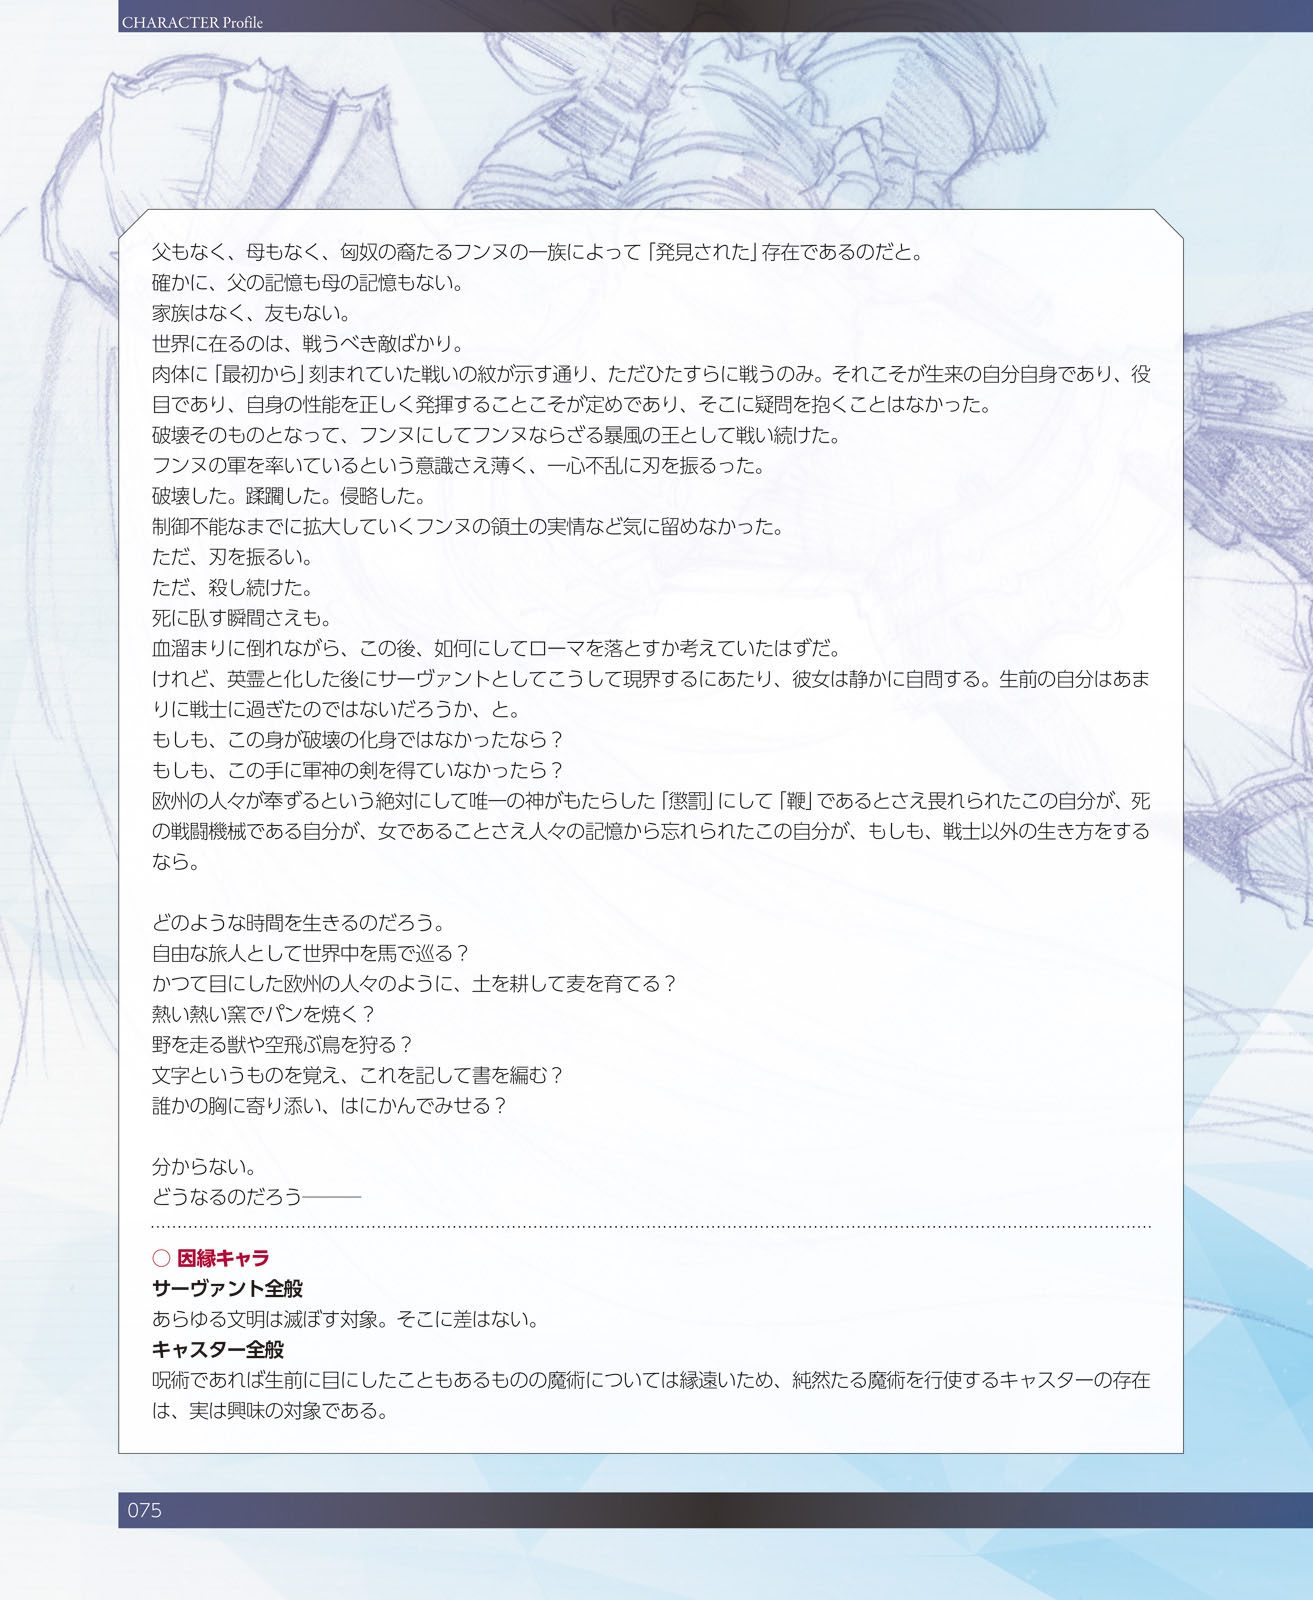 CHARACTER Profile
父もなく、母もなく、匈奴の裔たるフンヌの一族によって「発見された」存在であるのだと。
確かに、父の記憶も母の記憶もない。
家族はなく、友もない。
世界に在るのは、戦うべき敵ばかり。
肉体に「最初から」刻まれていた戦いの紋が示す通り、ただひたすらに戦うのみ。それこそが生来の自分自身であり、役
目であり、自身の性能を正しく発揮することこそが定めであり、そこに疑問を抱くことはなかった。
破壊そのものとなって、フンヌにしてフンヌならざる暴風の王として戦い続けた。
フンヌの軍を率いているという意識さえ薄く、一心不乱に刃を振るった。
破壊した。蹂躙した。侵略した。
制御不能なまでに拡大していくフンヌの領土の実情など気に留めなかった。
ただ、刃を振るい。
ただ、殺し続けた。
死に臥す瞬間さえも。
血溜まりに倒れながら、この後、如何にしてローマを落とすか考えていたはずだ。
けれど、英霊と化した後にサーヴァントとしてこうして現界するにあたり、彼女は静かに自問する。生前の自分はあま
りに戦士に過ぎたのではないだろうか、と。
もしも、この身が破壊の化身ではなかったなら？
もしも、この手に軍神の剣を得ていなかったら？
欧州の人々が奉ずるという絶対にして唯一の神がもたらした「懲罰」にして「鞭」であるとさえ畏れられたこの自分が、死
の戦闘機械である自分が、女であることさえ人々の記憶から忘れられたこの自分が、もしも、戦士以外の生き方をする
なら。
どのような時間を生きるのだろう。
自由な旅人として世界中を馬で巡る？
かつて目にした欧州の人々のように、土を耕して麦を育てる？
熱い熱い窯でパンを焼く？
野を走る獣や空飛ぶ鳥を狩る？
文字というものを覚え、これを記して書を編む？
誰かの胸に寄り添い、はにかんでみせる？
分からない。
どうなるのだろう———
○ 因縁キャラ
サーヴァント全般
あらゆる文明は滅ぼす対象。そこに差はない。
キャスター全般
呪術であれば生前に目にしたこともあるものの魔術については縁遠いため、純然たる魔術を行使するキャスターの存在
は、実は興味の対象である。
075